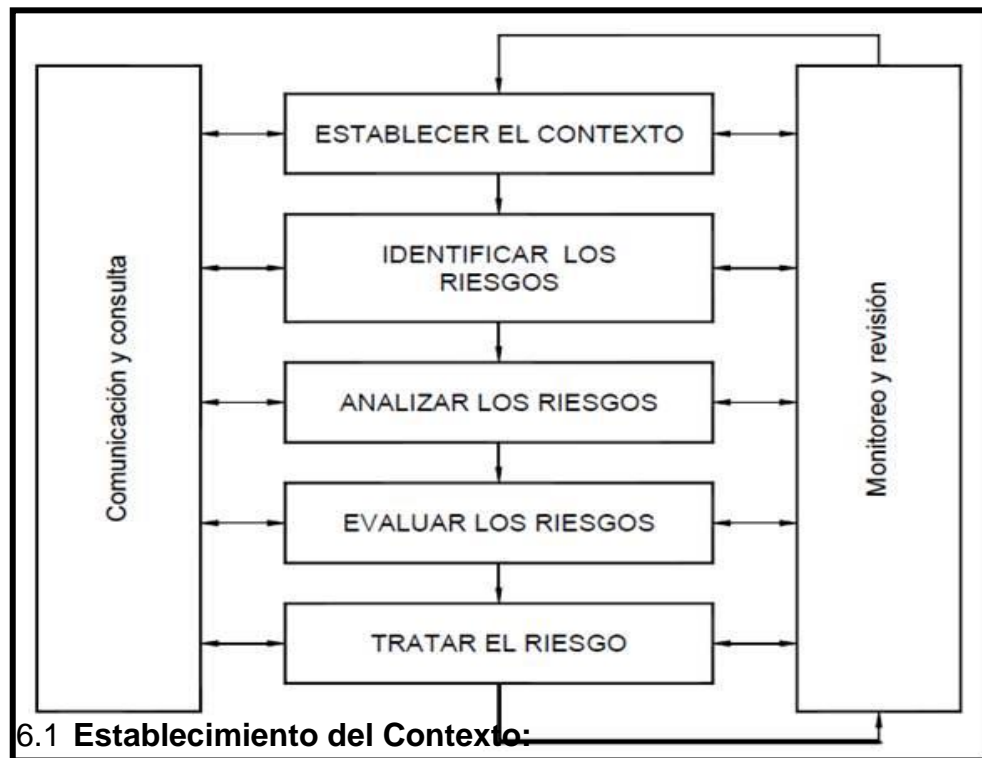 Comunicación y consulta
ESTABLECER EL CONTEXTO
IDENTIFICAR LOS
RIESGOS
ANALIZAR LOS RIESGOS
EVALUAR LOS RIESGOS
TRATAR EL RIESGO
Monitoreo y revisión
6.1 Establecimiento del Contexto: